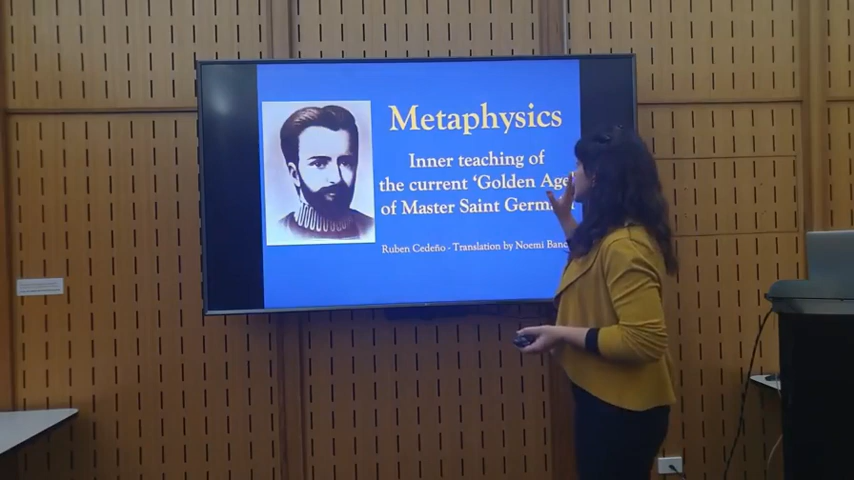 Metaphysics
Inner teaching of
the current ‘Golden Age’
of Master Saint
Ruben Cedeño - Translation by Noemi